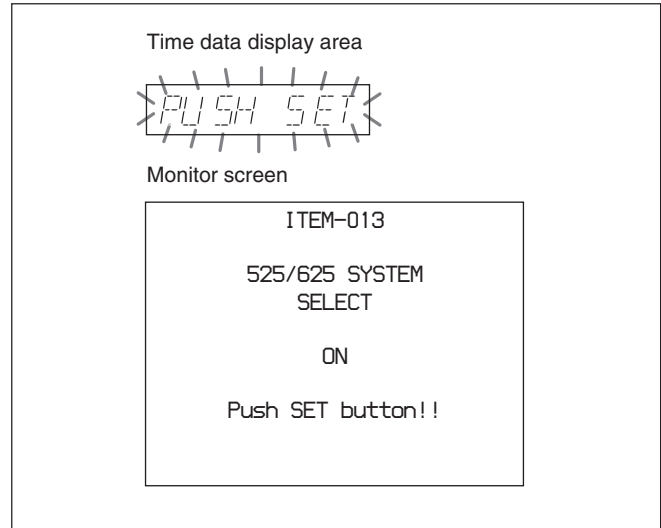 Time data display area
PUSH SET
Monitor screen
ITEM-013
525/625 SYSTEM
SELECT
ON
Push SET button!!